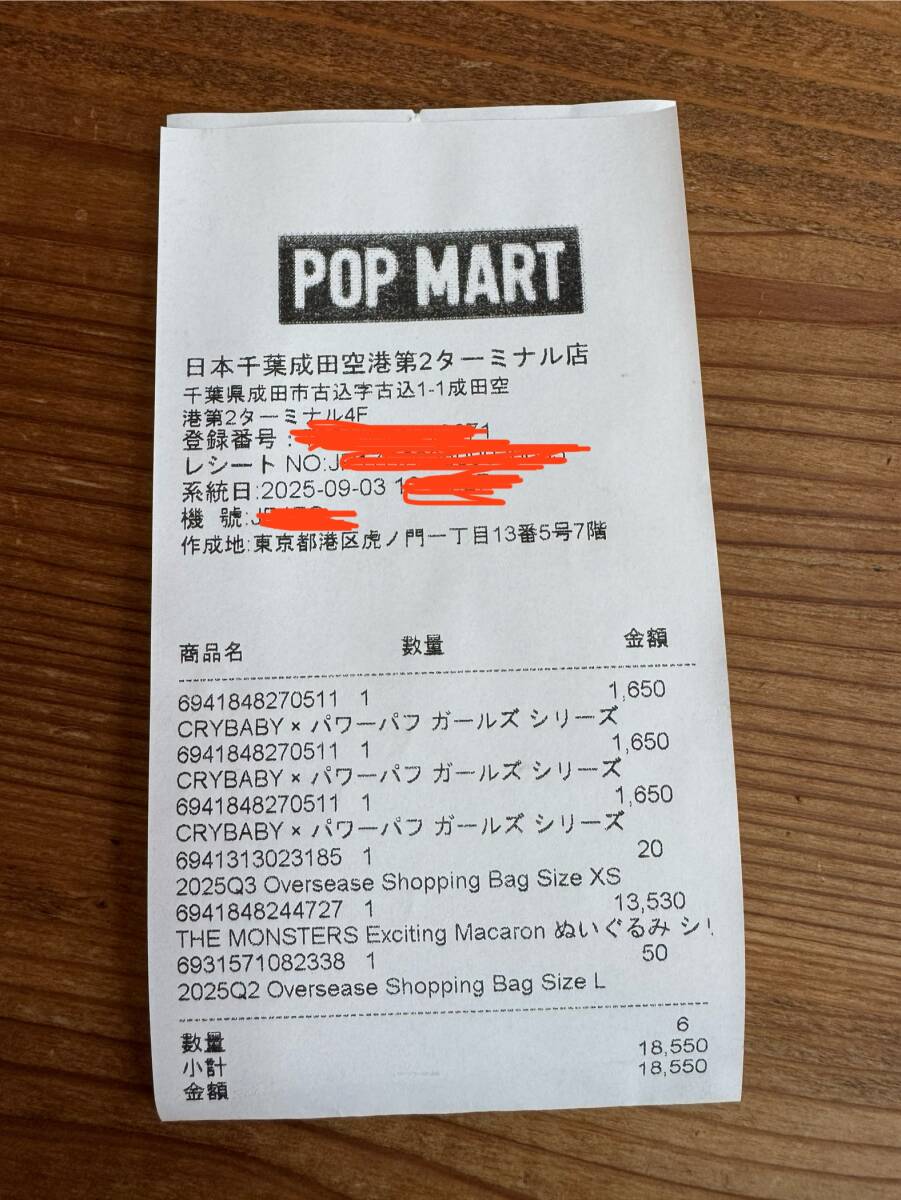 POP MART
日本千葉成田空港第2ターミナル店
千葉県成田市古込字古込1-1成田空
港第2ターミナル4F
登録番号:
レシート NO:
系統日:2025-09-03
機 號:
作成地:東京都港区虎ノ門一丁目13番5号7階
商品名 数量 金額
6941848270511 1 1,650
CRYBABY × パワーパフ ガールズ シリーズ
6941848270511 1 1,650
CRYBABY × パワーパフ ガールズ シリーズ
6941848270511 1 1,650
CRYBABY × パワーパフ ガールズ シリーズ
6941313023185 1 20
2025Q3 Oversease Shopping Bag Size XS
6941848244727 1 13,530
THE MONSTERS Exciting Macaron ぬいぐるみ シリ
6931571082338 1 50
2025Q2 Oversease Shopping Bag Size L
數量 6
小計 18,550
金額 18,550